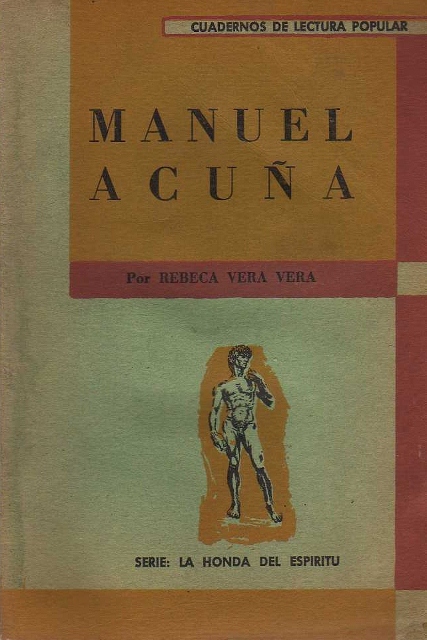 CUADERNOS DE LECTURA POPULAR
MANUEL
ACUÑA
Por REBECA VERA VERA
SERIE: LA HONDA DEL ESPIRITU